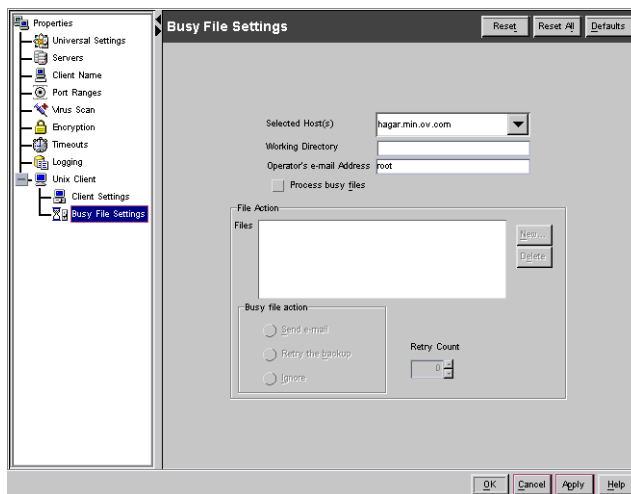 Properties
Universal Settings
Servers
Client Name
Port Ranges
Virus Scan
Encryption
Timeouts
Logging
Unix Client
Client Settings
Busy File Settings
Busy File Settings
Reset
Reset All
Defaults
Selected Host(s)
hagar.min.ov.com
Working Directory
Operator's e-mail Address
root
Process busy files
File Action
Files
New...
Delete
Busy file action
Send e-mail
Retry the backup
Ignore
Retry Count
0
OK
Cancel
Apply
Help